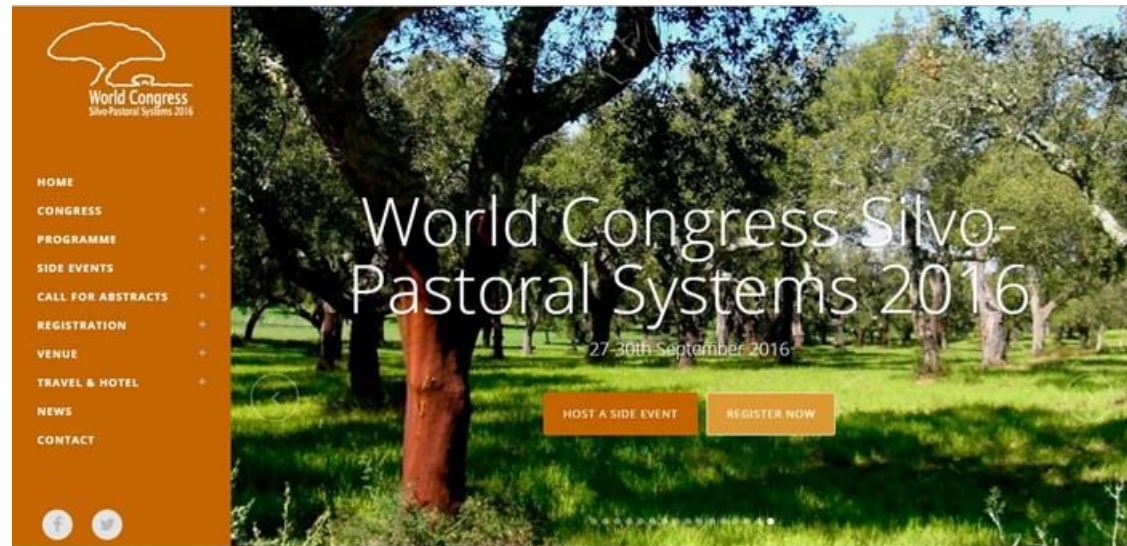 World Congress
Silvo-Pastoral Systems 2016
HOME
CONGRESS +
PROGRAMME +
SIDE EVENTS +
CALL FOR ABSTRACTS +
REGISTRATION +
VENUE +
TRAVEL & HOTEL +
NEWS
CONTACT
World Congress Silvo-
Pastoral Systems 2016
27-30th September 2016
HOST A SIDE EVENT
REGISTER NOW